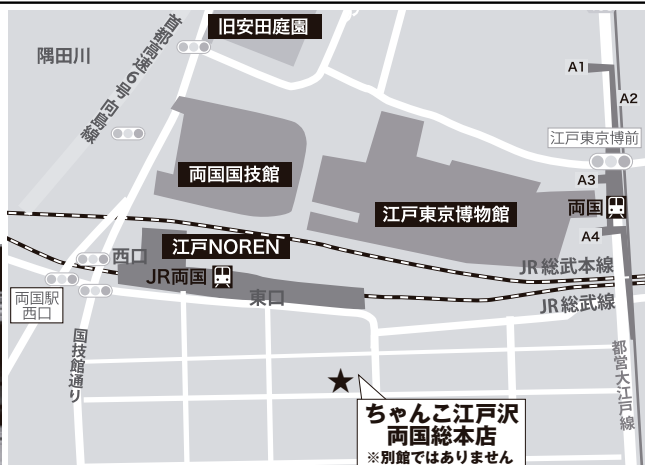 旧安田庭園
隅田川
首都高速6号向島線
A1
A2
江戸東京博前
両国国技館
A3
江戸東京博物館
両国
A4
西口
江戸NOREN
JR総武本線
JR両国
東口
JR総武線
両国駅
西口
国技館通り
都営大江戸線
ちゃんこ江戸沢
両国総本店
※別館ではありません